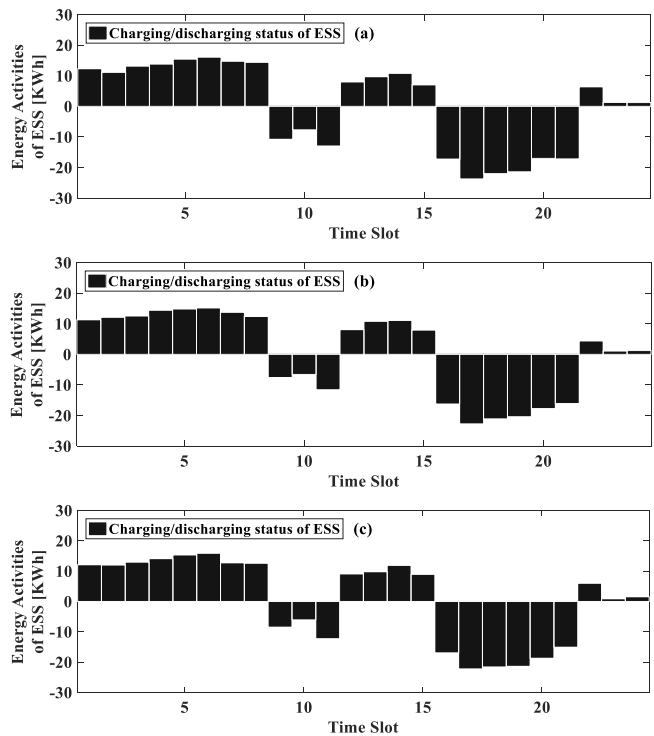 30
Charging/discharging status of ESS (a)
20
10
0
-10
-20
-30
Energy Activities
of ESS [KWh]
5 10 15 20
Time Slot
30
Charging/discharging status of ESS (b)
20
10
0
-10
-20
-30
Energy Activities
of ESS [KWh]
5 10 15 20
Time Slot
30
Charging/discharging status of ESS (c)
20
10
0
-10
-20
-30
Energy Activities
of ESS [KWh]
5 10 15 20
Time Slot